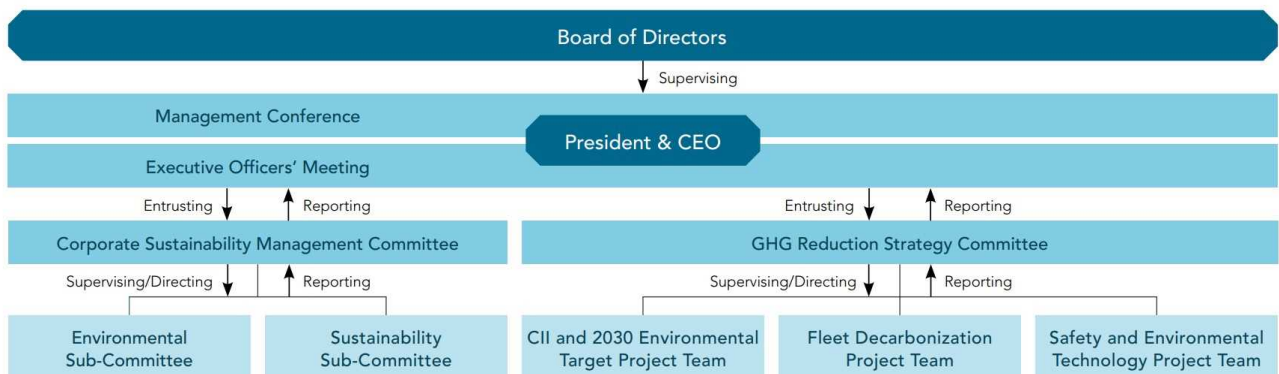 Board of Directors
Supervising
Management Conference
President & CEO
Executive Officers' Meeting
Entrusting
Reporting
Entrusting
Reporting
Corporate Sustainability Management Committee
GHG Reduction Strategy Committee
Supervising/Directing
Reporting
Supervising/Directing
Reporting
Environmental
Sub-Committee
Sustainability
Sub-Committee
CII and 2030 Environmental
Target Project Team
Fleet Decarbonization
Project Team
Safety and Environmental
Technology Project Team